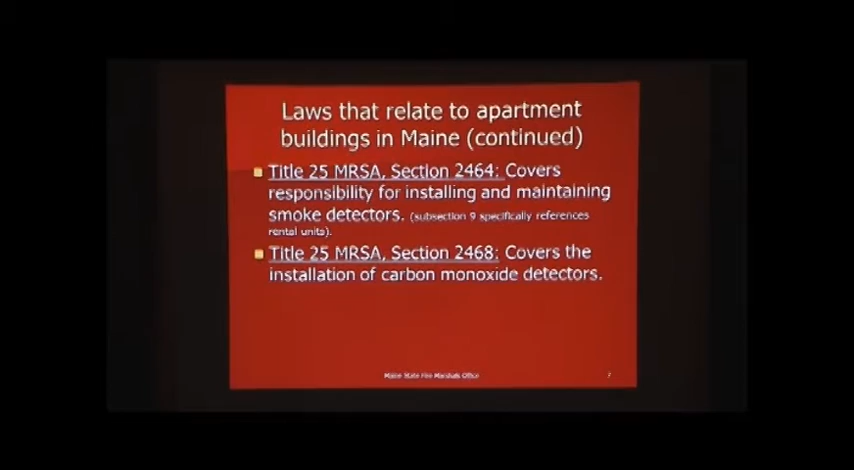 Laws that relate to apartment
buildings in Maine (continued)
Title 25 MRSA, Section 2464: Covers
responsibility for installing and maintaining
smoke detectors. (subsection 9 specifically references
rental units).
Title 25 MRSA, Section 2468: Covers the
installation of carbon monoxide detectors.
Maine State Fire Marshals Office